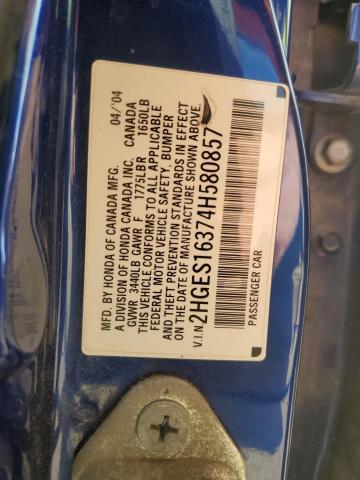 MFD. BY HONDA OF CANADA MFG. 04/'04
A DIVISION OF HONDA CANADA INC. CANADA
GVWR 3440LB GAWR F 1775LBR 1650LB
THIS VEHICLE CONFORMS TO ALL APPLICABLE
FEDERAL MOTOR VEHICLE SAFETY, BUMPER
AND THEFT PREVENTION STANDARDS IN EFFECT
ON THE DATE OF MANUFACTURE SHOWN ABOVE.
V.I.N 2HGES16374H580857
PASSENGER CAR